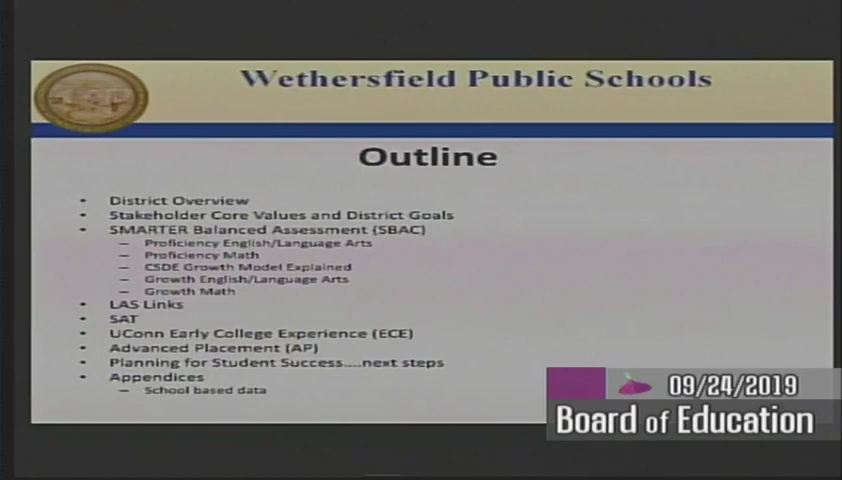 Wethersfield Public Schools
Outline
• District Overview
• Stakeholder Core Values and District Goals
• SMARTER Balanced Assessment (SBAC)
– Proficiency English/Language Arts
– Proficiency Math
– CSDE Growth Model Explained
– Growth English/Language Arts
– Growth Math
• LAS Links
• SAT
• UConn Early College Experience (ECE)
• Advanced Placement (AP)
• Planning for Student Success....next steps
• Appendices
– School based data
09/24/2019
Board of Education